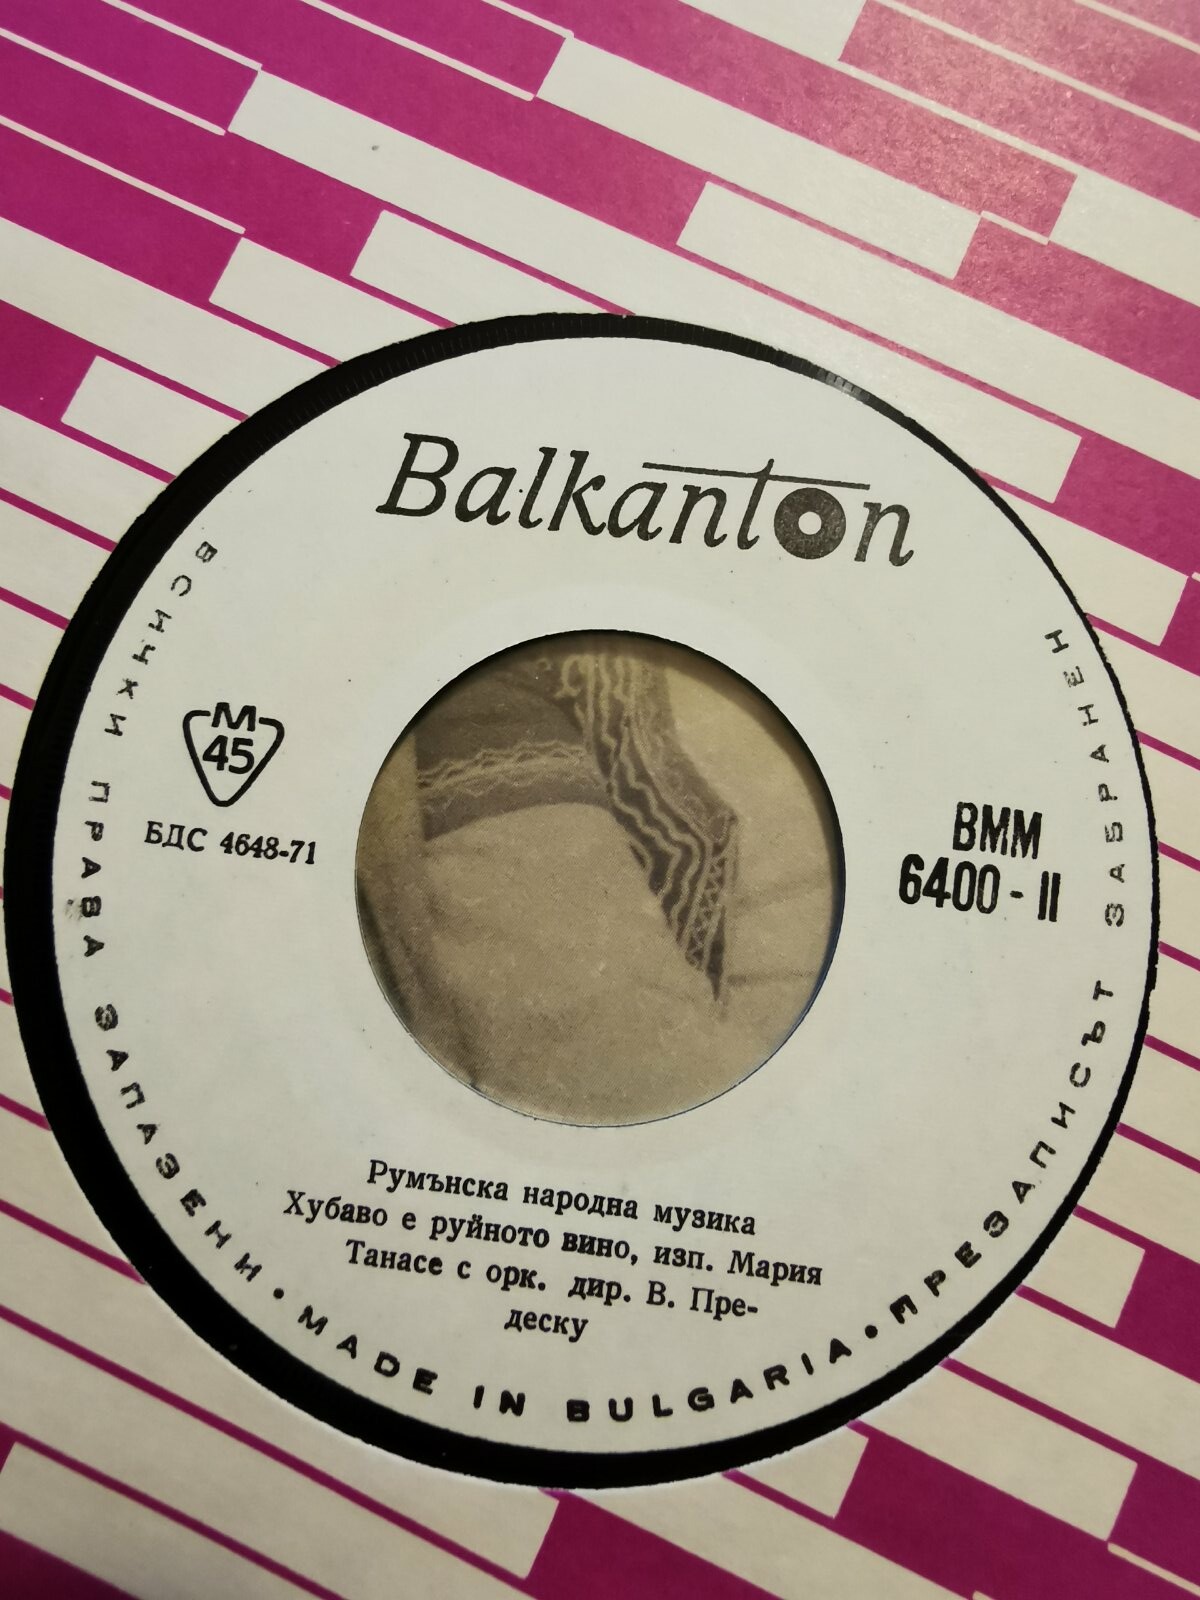 Balkanton
М
45
БДС 4648-71
ВММ
6400 - II
Румънска народна музика
Хубаво е руйното вино, изп. Мария
Танасе с орк. дир. В. Пре-
деску
ВСИЧКИ ПРАВА ЗАПАЗЕНИ • MADE IN BULGARIA • ПРЕЗАПИСЪТ ЗАБРАНЕН